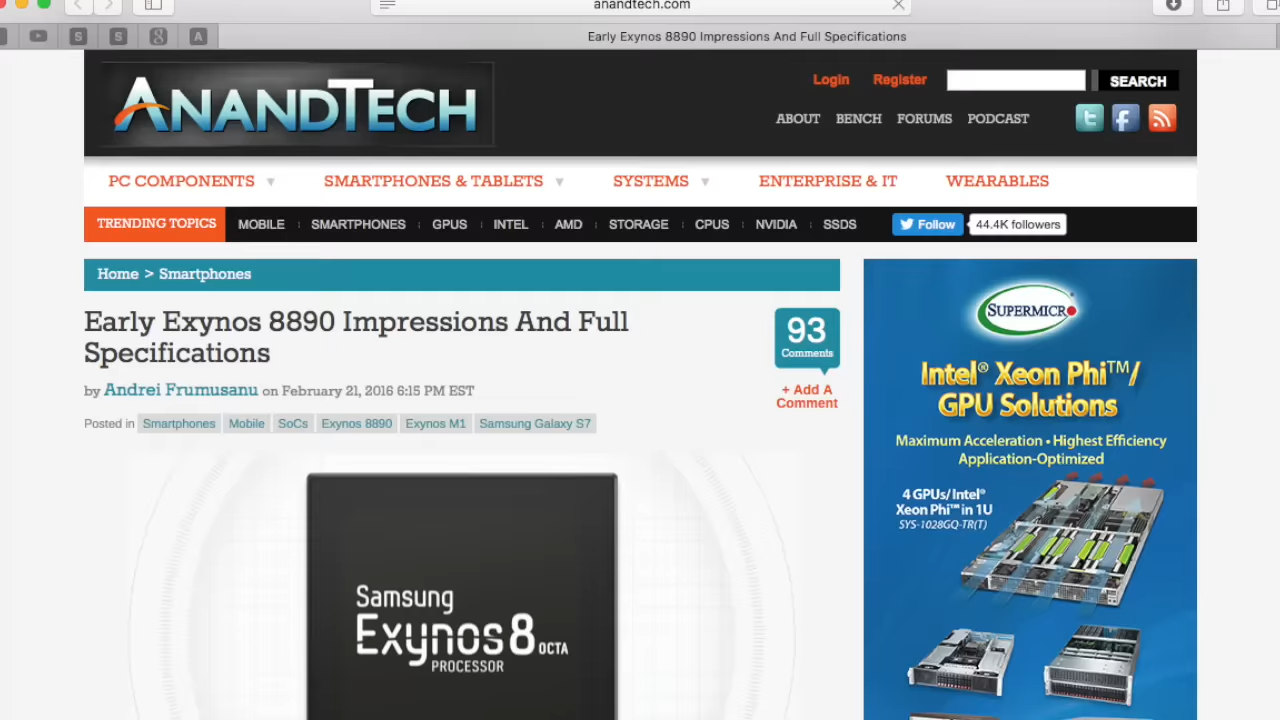 anandtech.com
S
S
8
A
Early Exynos 8890 Impressions And Full Specifications
ANANDTECH
Login Register SEARCH
ABOUT BENCH FORUMS PODCAST
PC COMPONENTS SMARTPHONES & TABLETS SYSTEMS ENTERPRISE & IT WEARABLES
TRENDING TOPICS MOBILE SMARTPHONES GPUS INTEL AMD STORAGE CPUS NVIDIA SSDS Follow 44.4K followers
Home > Smartphones
Early Exynos 8890 Impressions And Full
Specifications
93
Comments
+ Add A
Comment
by Andrei Frumusanu on February 21, 2016 6:15 PM EST
Posted in Smartphones Mobile SoCs Exynos 8890 Exynos M1 Samsung Galaxy S7
Samsung
Exynos 8 OCTA
PROCESSOR
SUPERMICRO
Intel® Xeon Phi™/
GPU Solutions
Maximum Acceleration • Highest Efficiency
Application-Optimized
4 GPUs/Intel®
Xeon Phi™ in 1U
SYS-1028GQ-TR(T)